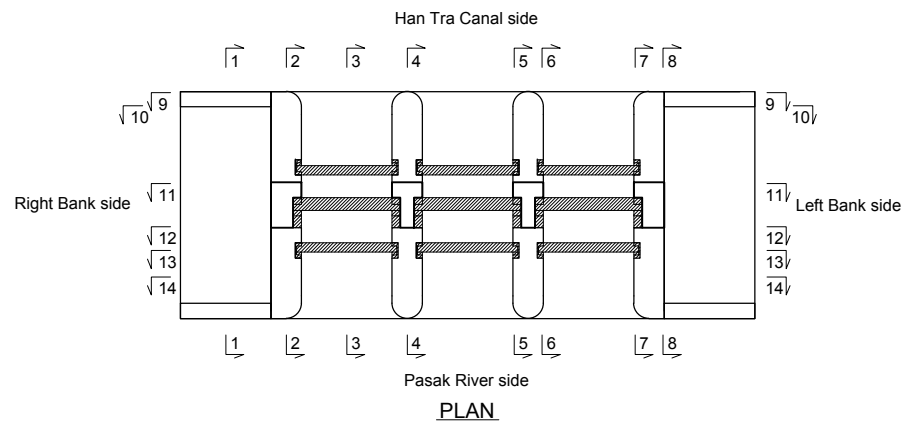 Han Tra Canal side
1 2 3 4 5 6 7 8
9 9
10 10
11 11
Right Bank side Left Bank side
12 12
13 13
14 14
1 2 3 4 5 6 7 8
Pasak River side
PLAN